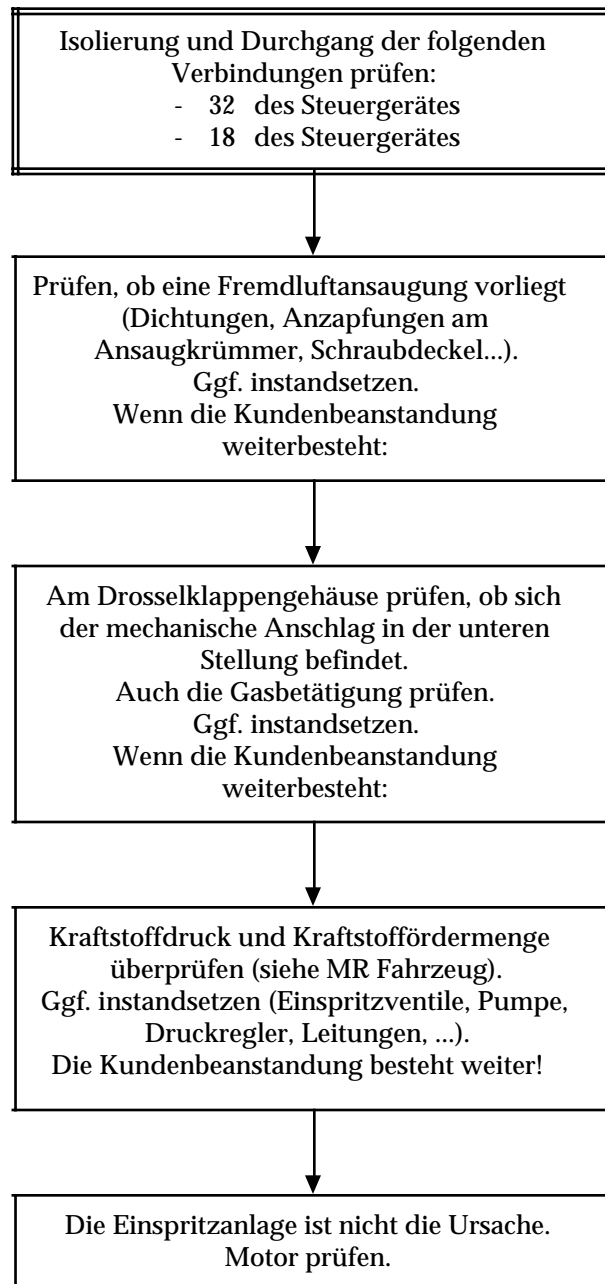 Isolierung und Durchgang der folgenden
Verbindungen prüfen:
- 32 des Steuergerätes
- 18 des Steuergerätes
Prüfen, ob eine Fremdluftansaugung vorliegt
(Dichtungen, Anzapfungen am
Ansaugkrümmer, Schraubdeckel...).
Ggf. instandsetzen.
Wenn die Kundenbeanstandung
weiterbesteht:
Am Drosselklappengehäuse prüfen, ob sich
der mechanische Anschlag in der unteren
Stellung befindet.
Auch die Gasbetätigung prüfen.
Ggf. instandsetzen.
Wenn die Kundenbeanstandung
weiterbesteht:
Kraftstoffdruck und Kraftstoffördermenge
überprüfen (siehe MR Fahrzeug).
Ggf. instandsetzen (Einspritzventile, Pumpe,
Druckregler, Leitungen, ...).
Die Kundenbeanstandung besteht weiter!
Die Einspritzanlage ist nicht die Ursache.
Motor prüfen.